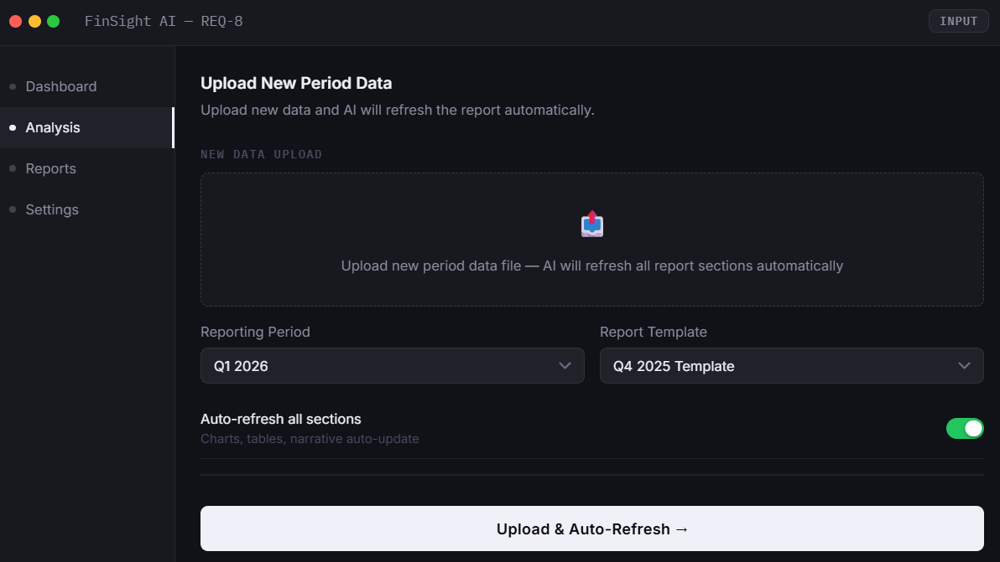 FinSight AI — REQ-8
INPUT
Dashboard
Analysis
Reports
Settings
Upload New Period Data
Upload new data and AI will refresh the report automatically.
NEW DATA UPLOAD
Upload new period data file — AI will refresh all report sections automatically
Reporting Period
Report Template
Q1 2026
Q4 2025 Template
Auto-refresh all sections
Charts, tables, narrative auto-update
Upload & Auto-Refresh →